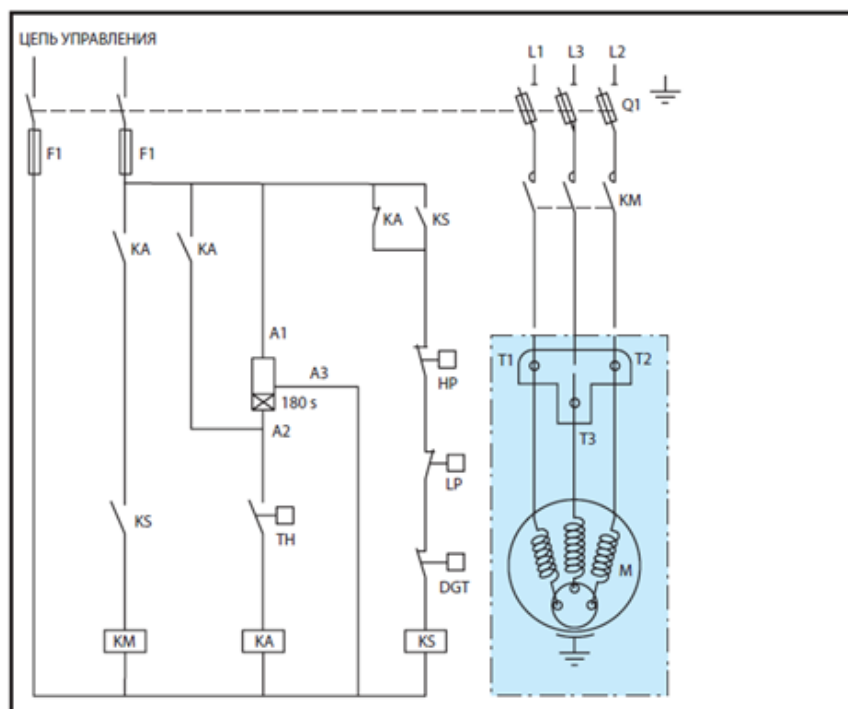 ЦЕПЬ УПРАВЛЕНИЯ
L1 L3 L2
Q1
F1 F1
KM
KA KS
KA KA
A1
T1 T2
A3
HP
180 s
A2
T3
LP
KS
TH
M
DGT
KM KA KS